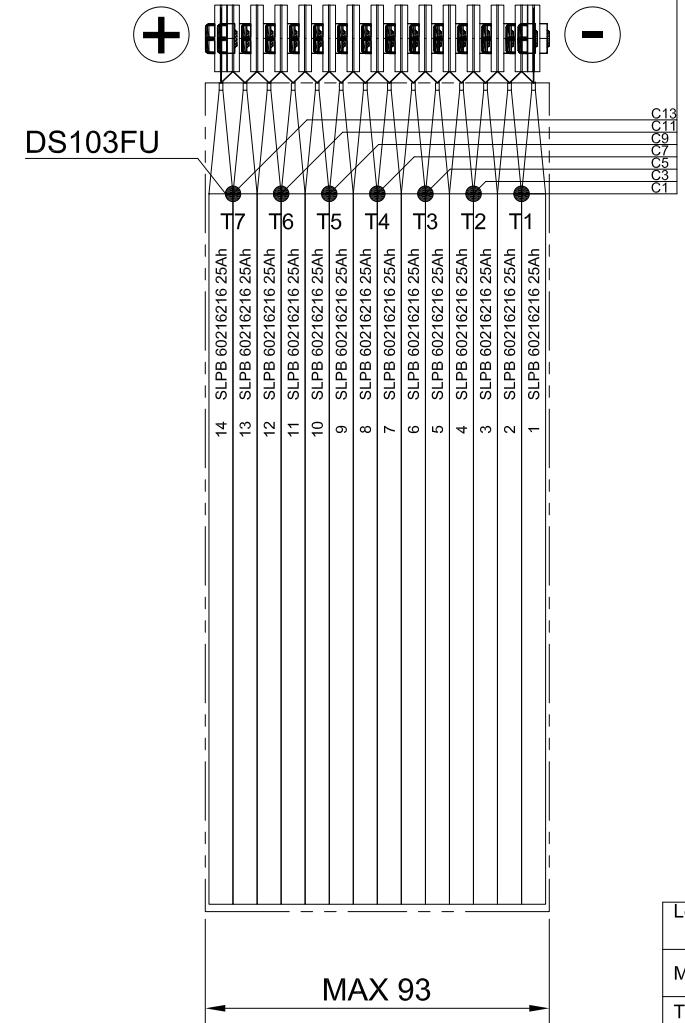 + -
C13
C11
C9
C7
C5
C3
C1
DS103FU
T7 T6 T5 T4 T3 T2 T1
14 SLPB 60216216 25Ah
13 SLPB 60216216 25Ah
12 SLPB 60216216 25Ah
11 SLPB 60216216 25Ah
10 SLPB 60216216 25Ah
9 SLPB 60216216 25Ah
8 SLPB 60216216 25Ah
7 SLPB 60216216 25Ah
6 SLPB 60216216 25Ah
5 SLPB 60216216 25Ah
4 SLPB 60216216 25Ah
3 SLPB 60216216 25Ah
2 SLPB 60216216 25Ah
1 SLPB 60216216 25Ah
MAX 93